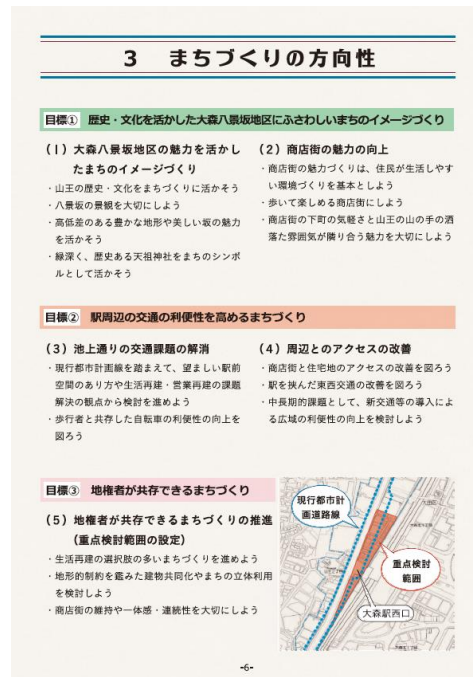 3 まちづくりの方向性
目標① 歴史・文化を活かした大森八景坂地区にふさわしいまちのイメージづくり
(1)大森八景坂地区の魅力を活かし
たまちのイメージづくり
・山王の歴史・文化をまちづくりに活かそう
・八景坂の景観を大切にしよう
・高低差のある豊かな地形や美しい坂の魅力
を活かそう
・緑深く、歴史ある天祖神社をまちのシンボ
ルとして活かそう
(2)商店街の魅力の向上
・商店街の魅力づくりは、住民が生活しやす
い環境づくりを基本としよう
・歩いて楽しめる商店街にしよう
・商店街の下町の気軽さと山王の山の手の洒
落た雰囲気が隣り合う魅力を大切にしよう
目標② 駅周辺の交通の利便性を高めるまちづくり
(3)池上通りの交通課題の解消
・現行都市計画線を踏まえて、望ましい駅前
空間のあり方や生活再建・営業再建の課題
解決の観点から検討を進めよう
・歩行者と共存した自転車の利便性の向上を
図ろう
(4)周辺とのアクセスの改善
・商店街と住宅地のアクセスの改善を図ろう
・駅を挟んだ東西交通の改善を図ろう
・中長期的課題として、新交通等の導入によ
る広域の利便性の向上を検討しよう
目標③ 地権者が共存できるまちづくり
(5)地権者が共存できるまちづくりの推進
(重点検討範囲の設定)
・生活再建の選択肢の多いまちづくりを進めよう
・地形的制約を鑑みた建物共同化やまちの立体利用
を検討しよう
・商店街の維持や一体感・連続性を大切にしよう
現行都市計
画道路線
重点検討
範囲
大森駅西口
-6-